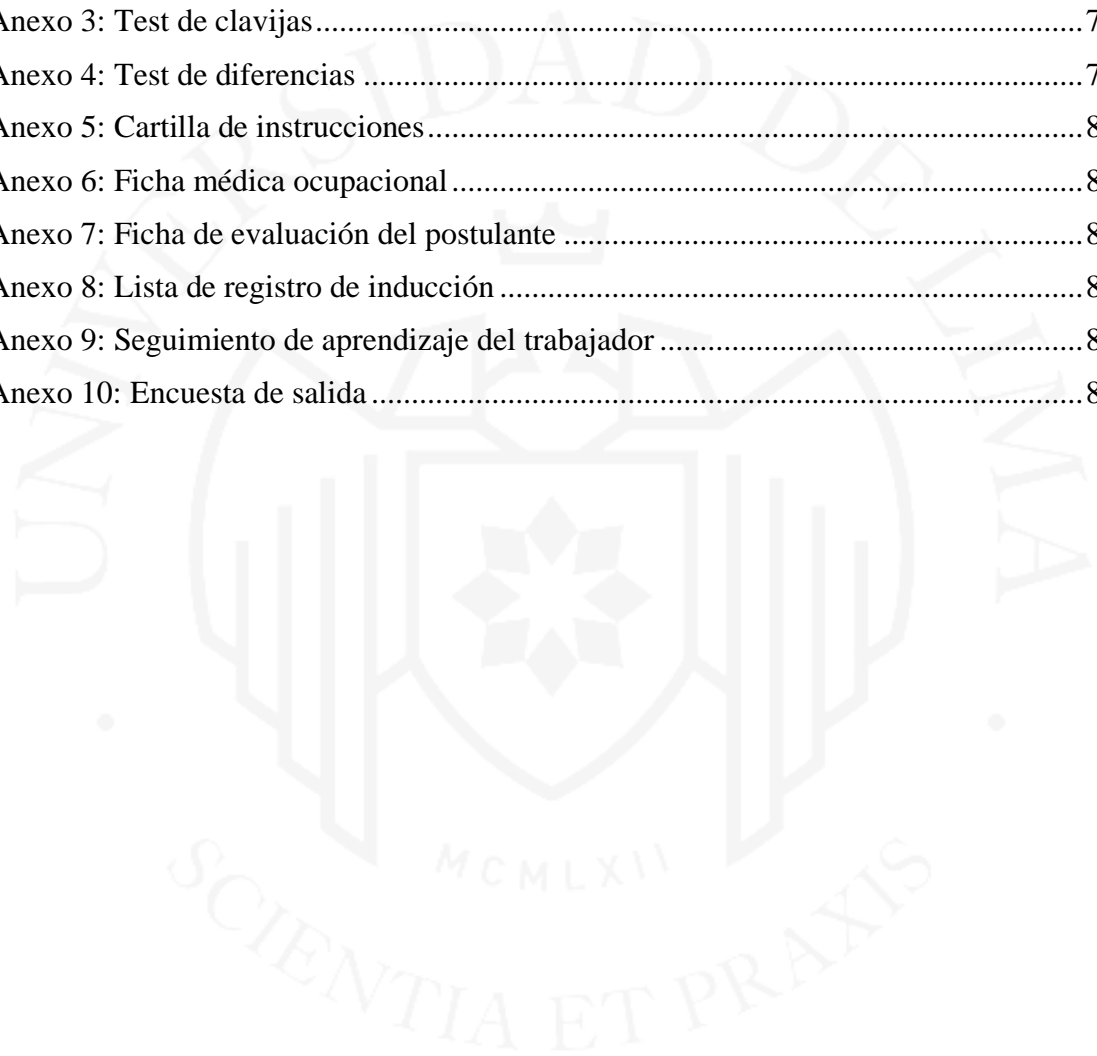 Anexo 3: Test de clavijas........................................................................................................7
Anexo 4: Test de diferencias ................................................................................................7
Anexo 5: Cartilla de instrucciones.......................................................................................8
Anexo 6: Ficha médica ocupacional....................................................................................8
Anexo 7: Ficha de evaluación del postulante .....................................................................8
Anexo 8: Lista de registro de inducción..............................................................................8
Anexo 9: Seguimiento de aprendizaje del trabajador .........................................................8
Anexo 10: Encuesta de salida..............................................................................................8
UNIVERSIDAD DE LIMA
MCMLXII
SCIENTIA ET PRAXIS